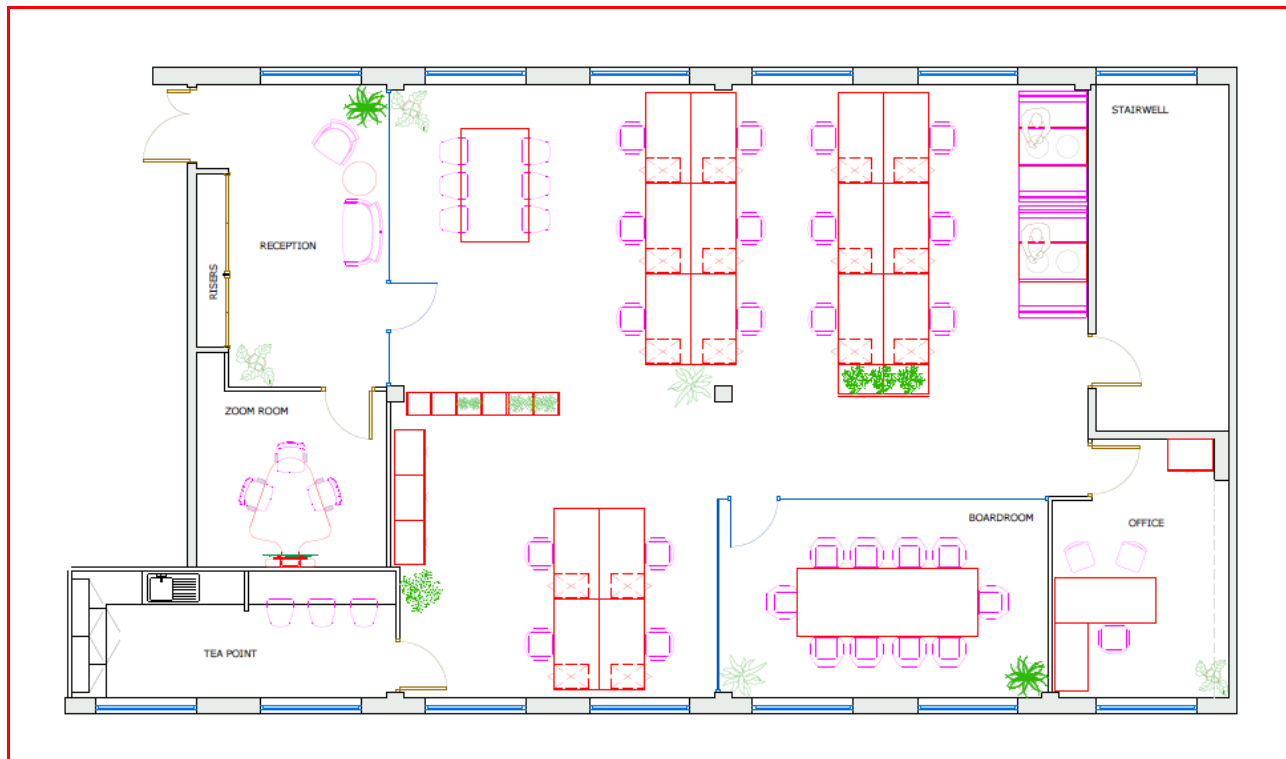 STAIRWELL
RECEPTION
RISERS
ZOOM ROOM
BOARDROOM
OFFICE
TEA POINT